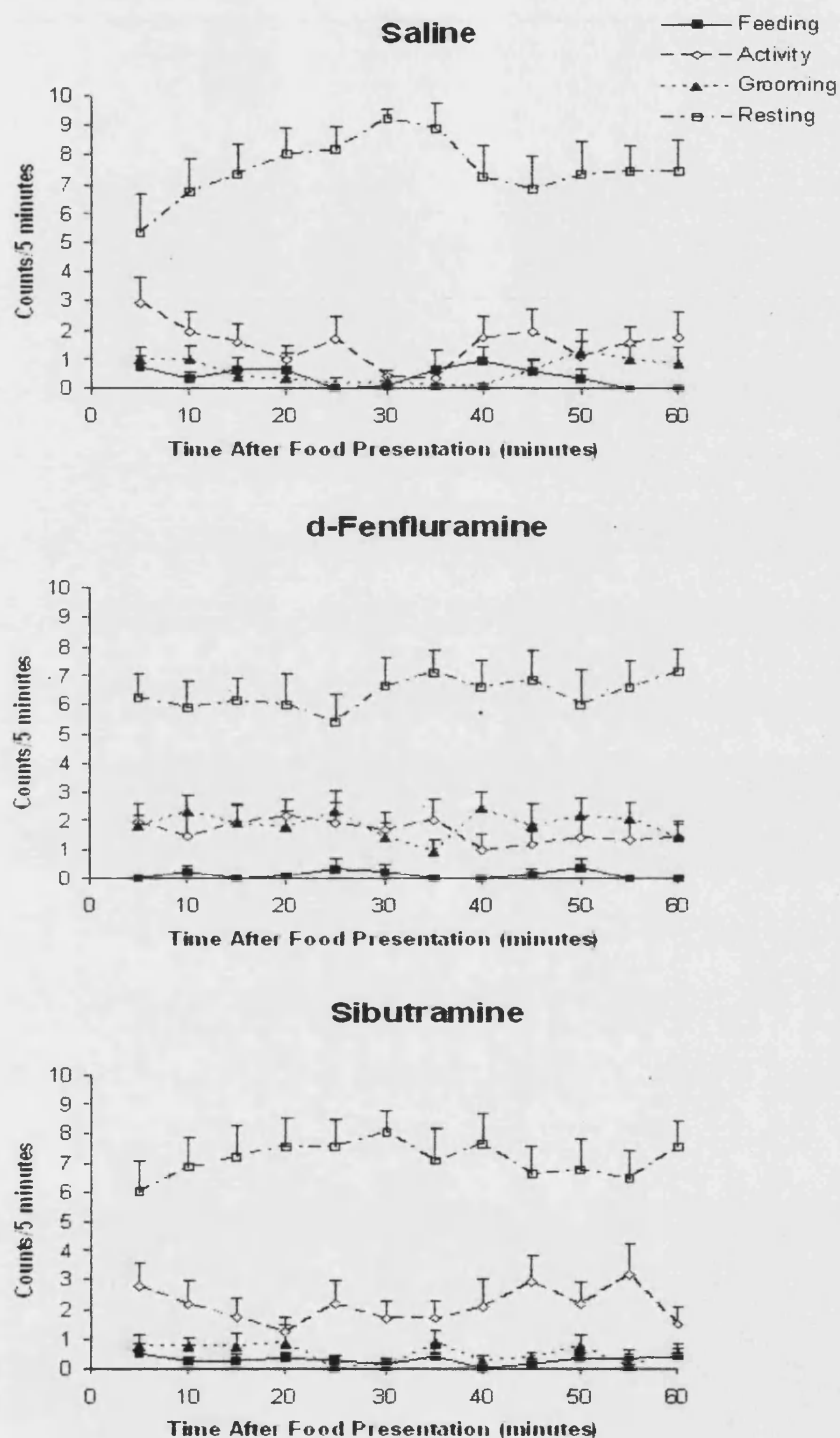 Saline
Feeding
Activity
Grooming
Resting
Counts/5 minutes
10
9
8
7
6
5
4
3
2
1
0
0 10 20 30 40 50 60
Time After Food Presentation (minutes)
d-Fenfluramine
Counts/5 minutes
10
9
8
7
6
5
4
3
2
1
0
0 10 20 30 40 50 60
Time After Food Presentation (minutes)
Sibutramine
Counts/5 minutes
10
9
8
7
6
5
4
3
2
1
0
0 10 20 30 40 50 60
Time After Food Presentation (minutes)